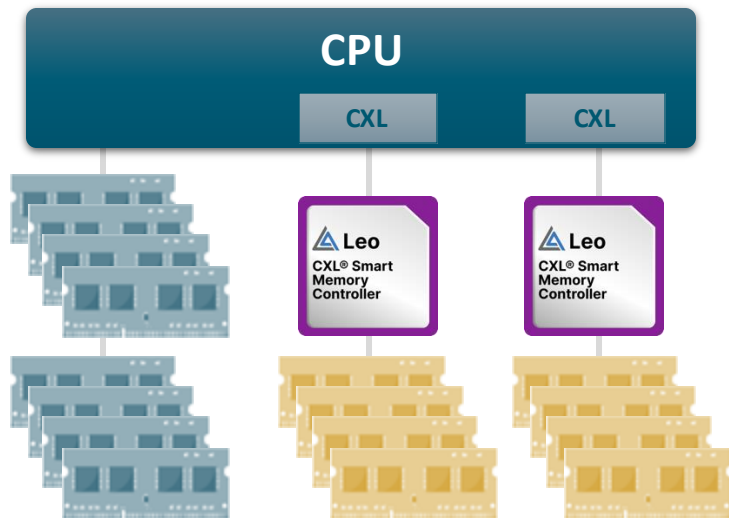 CPU
CXL
CXL
Leo
CXL® Smart
Memory
Controller
Leo
CXL® Smart
Memory
Controller